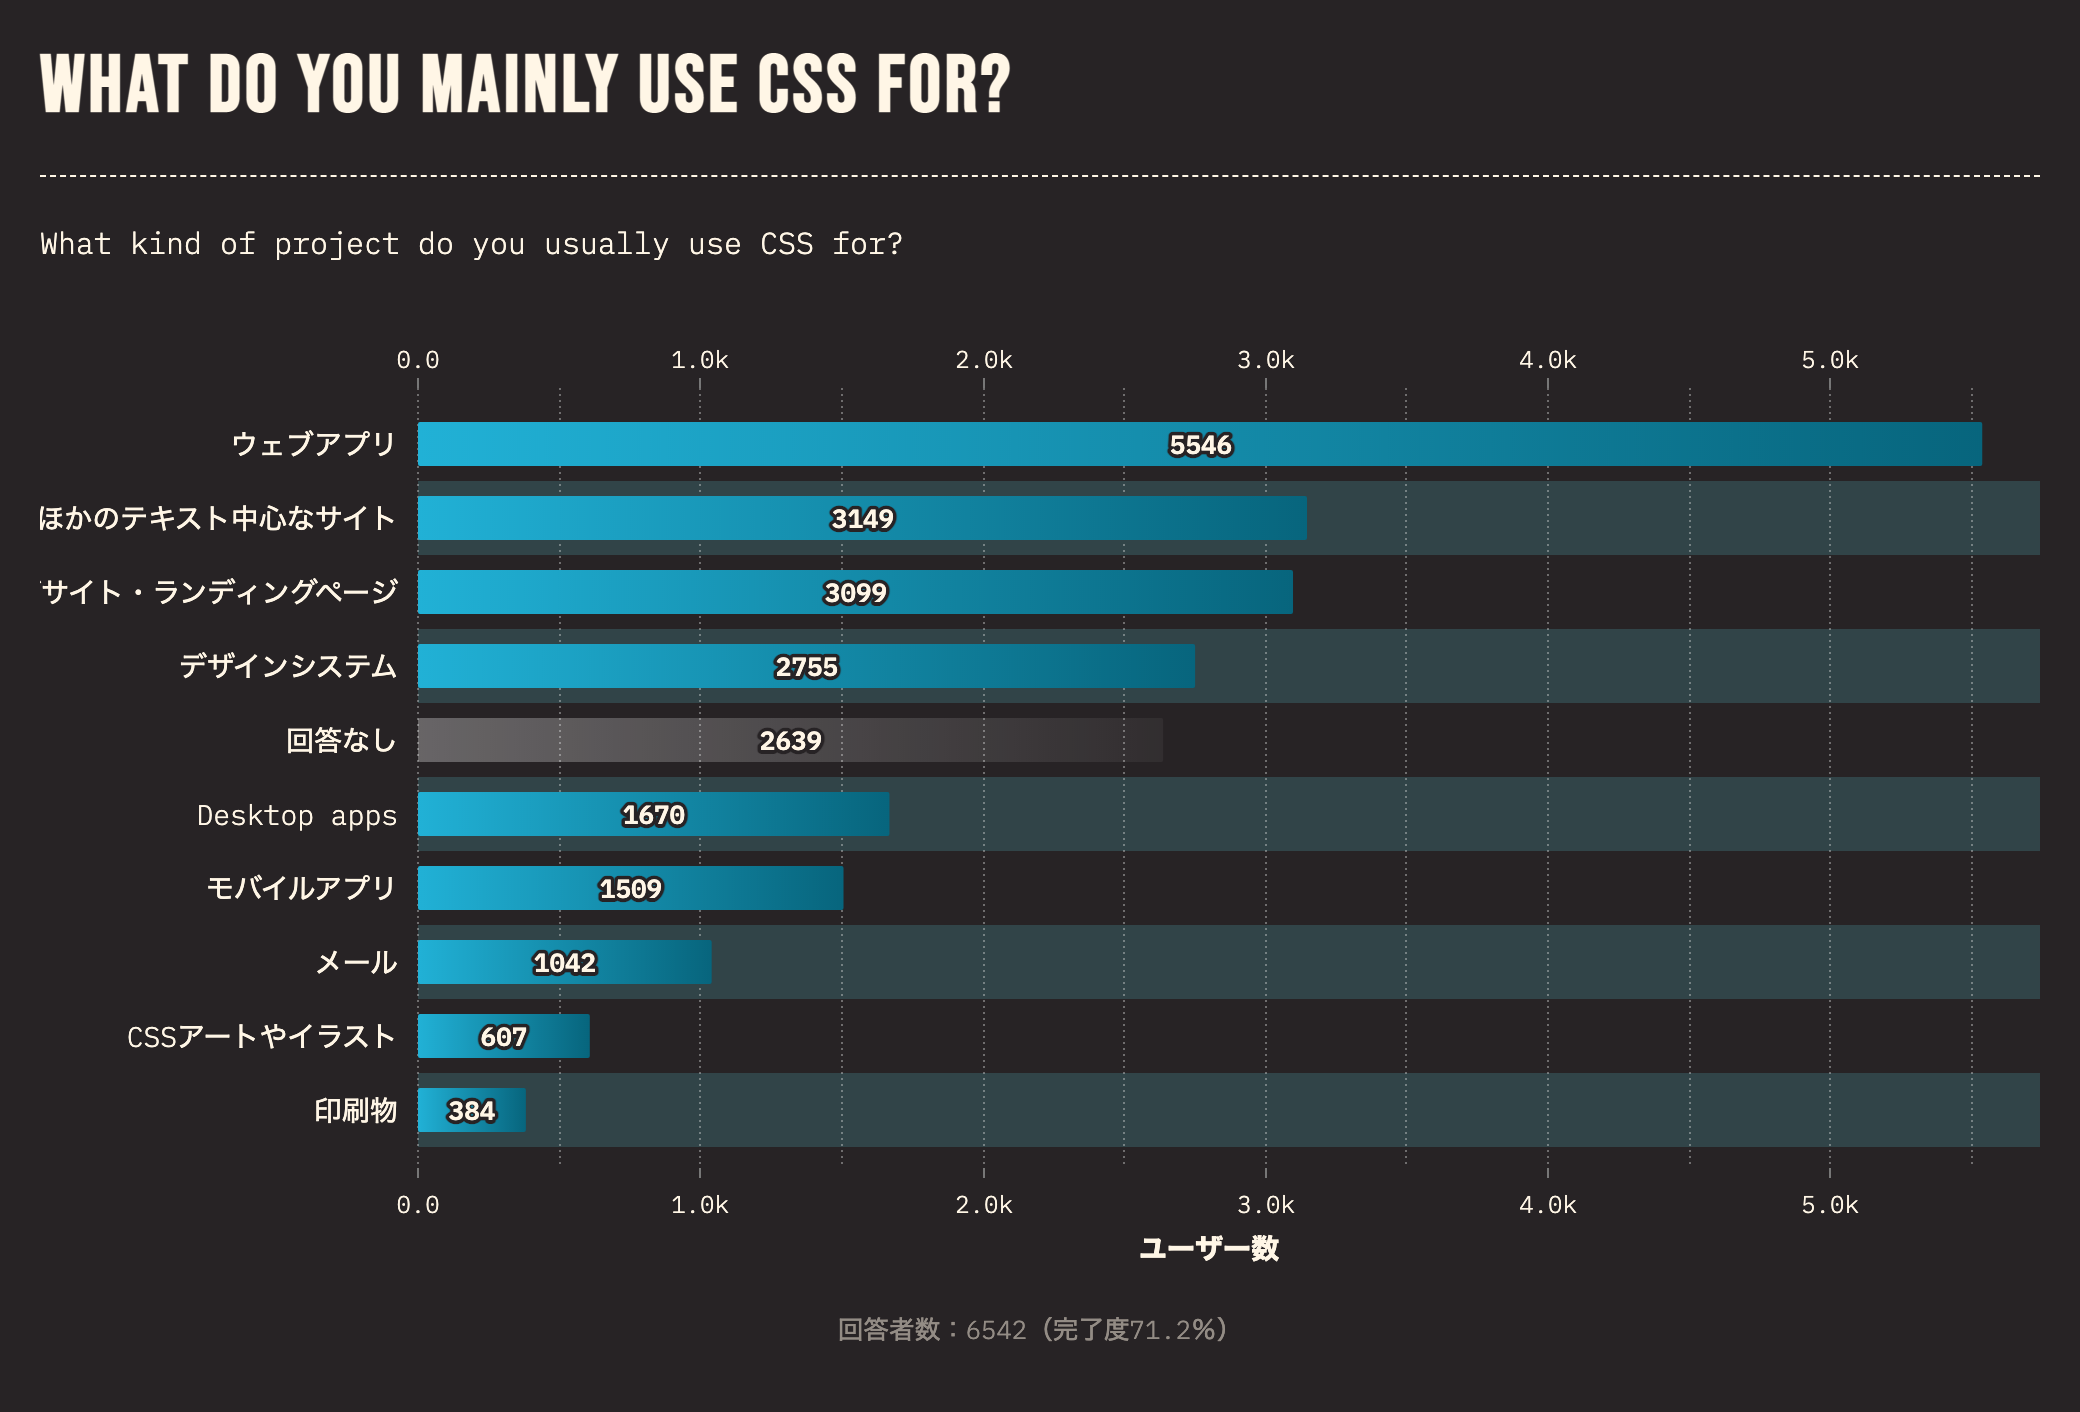 WHAT DO YOU MAINLY USE CSS FOR?
What kind of project do you usually use CSS for?
0.0 1.0k 2.0k 3.0k 4.0k 5.0k
ウェブアプリ 5546
ほかのテキスト中心なサイト 3149
サイト・ランディングページ 3099
デザインシステム 2755
回答なし 2639
Desktop apps 1670
モバイルアプリ 1509
メール 1042
CSSアートやイラスト 607
印刷物 384
0.0 1.0k 2.0k 3.0k 4.0k 5.0k
ユーザー数
回答者数：6542（完了度71.2%）